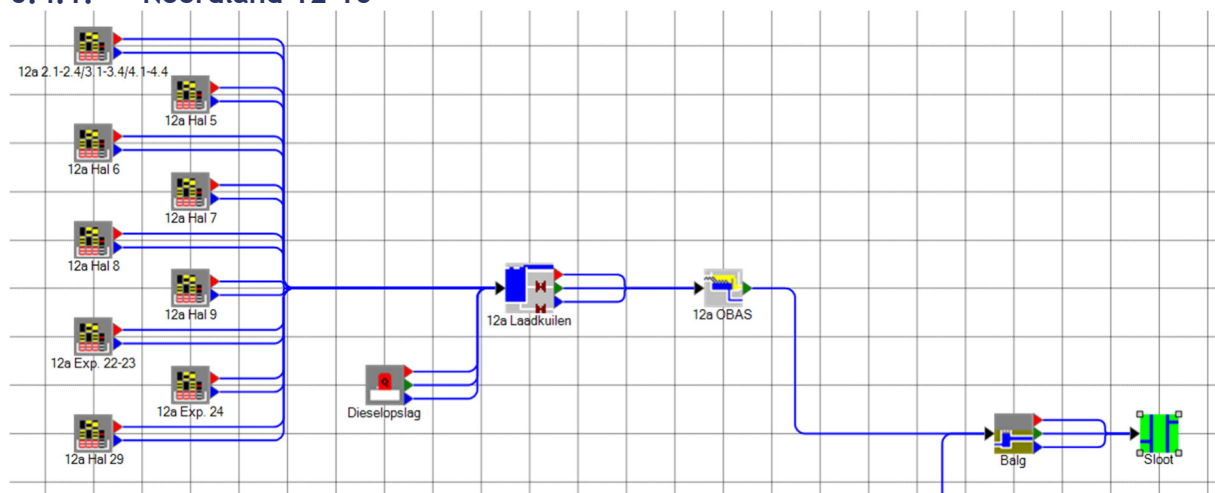 12a 2.1-2.4/3.1-3.4/4.1-4.4
12a Hal 5
12a Hal 6
12a Hal 7
12a Hal 8
12a Hal 9
12a Laadkuilen
12a OBAS
12a Exp. 22-23
12a Exp. 24
Dieselopslag
12a Hal 29
Balg
Sloot